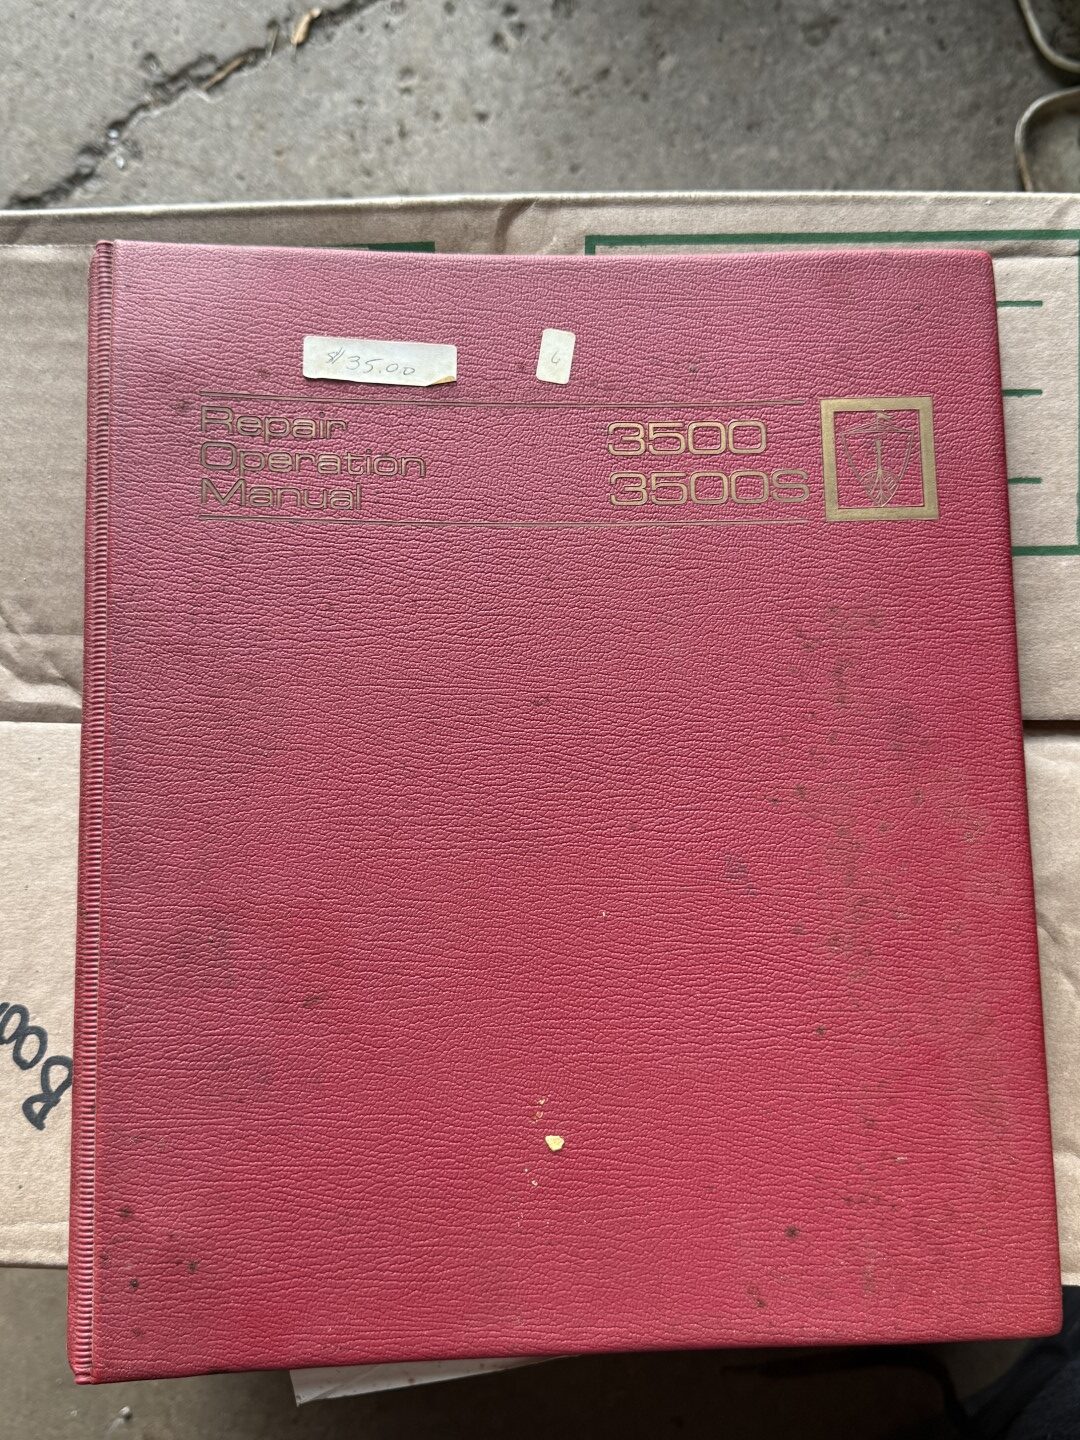 $35.00
6
Repair
Operation
Manual
3500
3500S